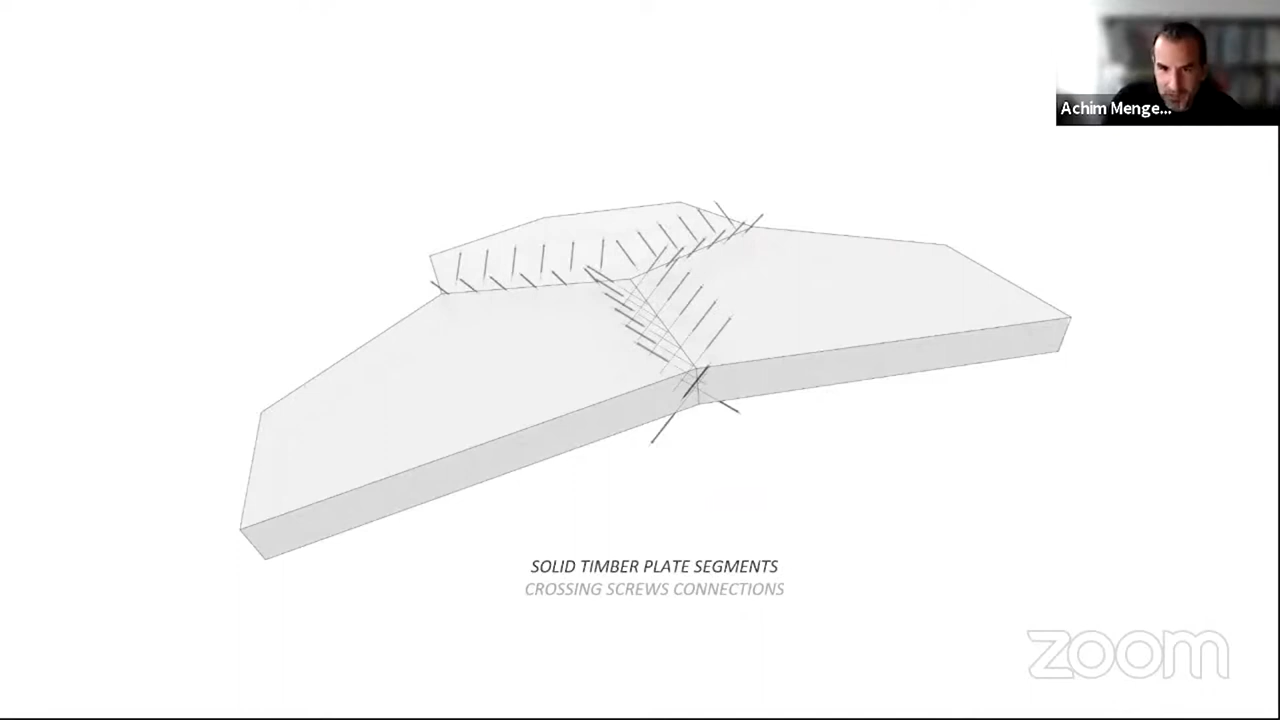 Achim Menge...
SOLID TIMBER PLATE SEGMENTS
CROSSING SCREWS CONNECTIONS
zoom